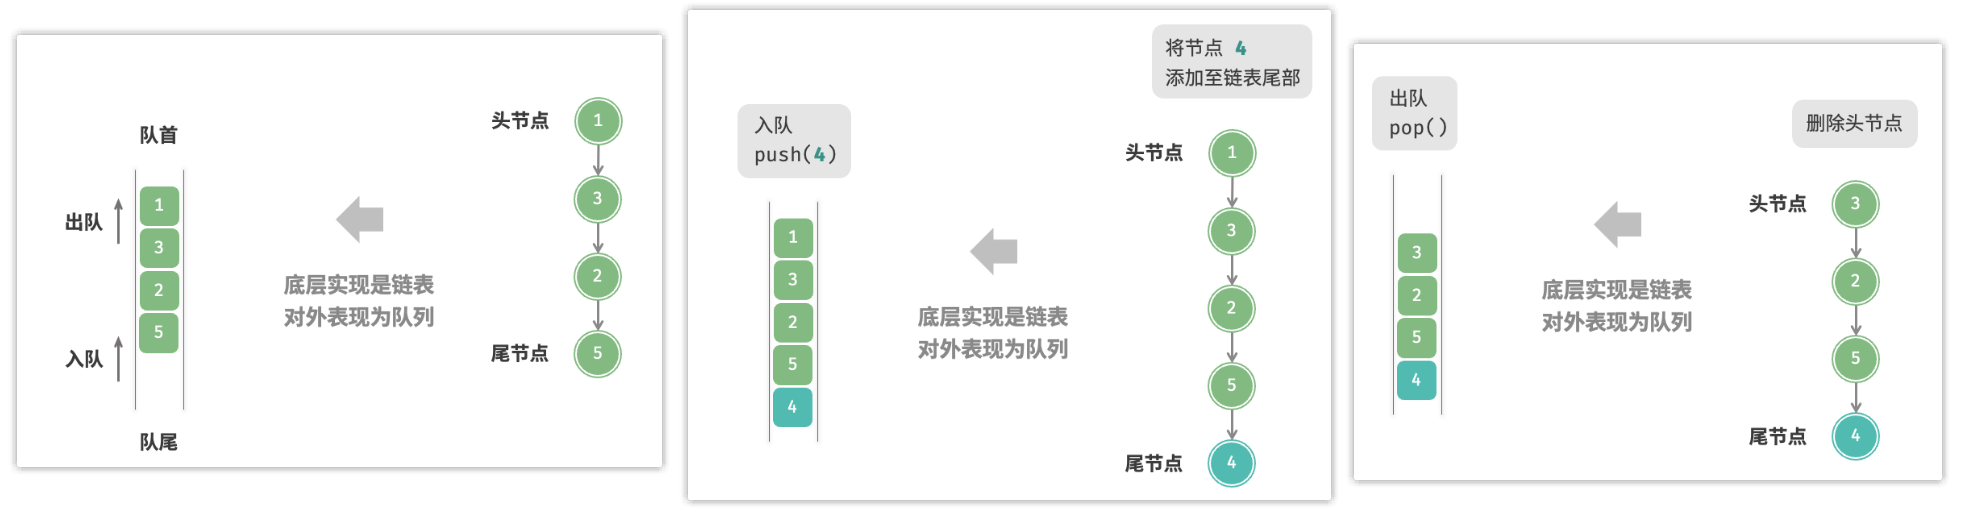 队首
出队
入队
队尾
1
3
2
5
底层实现是链表
对外表现为队列
头节点
尾节点
1
3
2
5
入队
push(4)
1
3
2
5
4
底层实现是链表
对外表现为队列
将节点 4
添加至链表尾部
头节点
尾节点
1
3
2
5
4
出队
pop()
3
2
5
4
底层实现是链表
对外表现为队列
删除头节点
头节点
尾节点
3
2
5
4